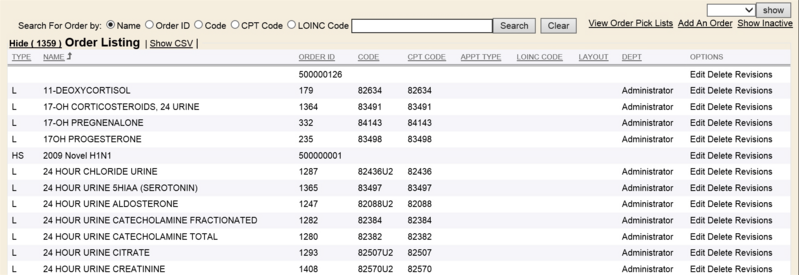 show
Search For Order by: Name Order ID Code CPT Code LOINC Code Search Clear View Order Pick Lists Add An Order Show Inactive
Hide ( 1359 ) Order Listing | Show CSV |
TYPE NAME ORDER ID CODE CPT CODE APPT TYPE LOINC CODE LAYOUT DEPT OPTIONS
500000126 Edit Delete Revisions
L 11-DEOXYCORTISOL 179 82634 82634 Administrator Edit Delete Revisions
L 17-OH CORTICOSTEROIDS, 24 URINE 1364 83491 83491 Administrator Edit Delete Revisions
L 17-OH PREGNENALONE 332 84143 84143 Administrator Edit Delete Revisions
L 17OH PROGESTERONE 235 83498 83498 Administrator Edit Delete Revisions
HS 2009 Novel H1N1 500000001 Edit Delete Revisions
L 24 HOUR CHLORIDE URINE 1287 82436U2 82436 Administrator Edit Delete Revisions
L 24 HOUR URINE 5HIAA (SEROTONIN) 1365 83497 83497 Administrator Edit Delete Revisions
L 24 HOUR URINE ALDOSTERONE 1247 82088U2 82088 Administrator Edit Delete Revisions
L 24 HOUR URINE CATECHOLAMINE FRACTIONATED 1282 82384 82384 Administrator Edit Delete Revisions
L 24 HOUR URINE CATECHOLAMINE TOTAL 1280 82382 82382 Administrator Edit Delete Revisions
L 24 HOUR URINE CITRATE 1293 82507U2 82507 Administrator Edit Delete Revisions
L 24 HOUR URINE CREATININE 1408 82570U2 82570 Administrator Edit Delete Revisions